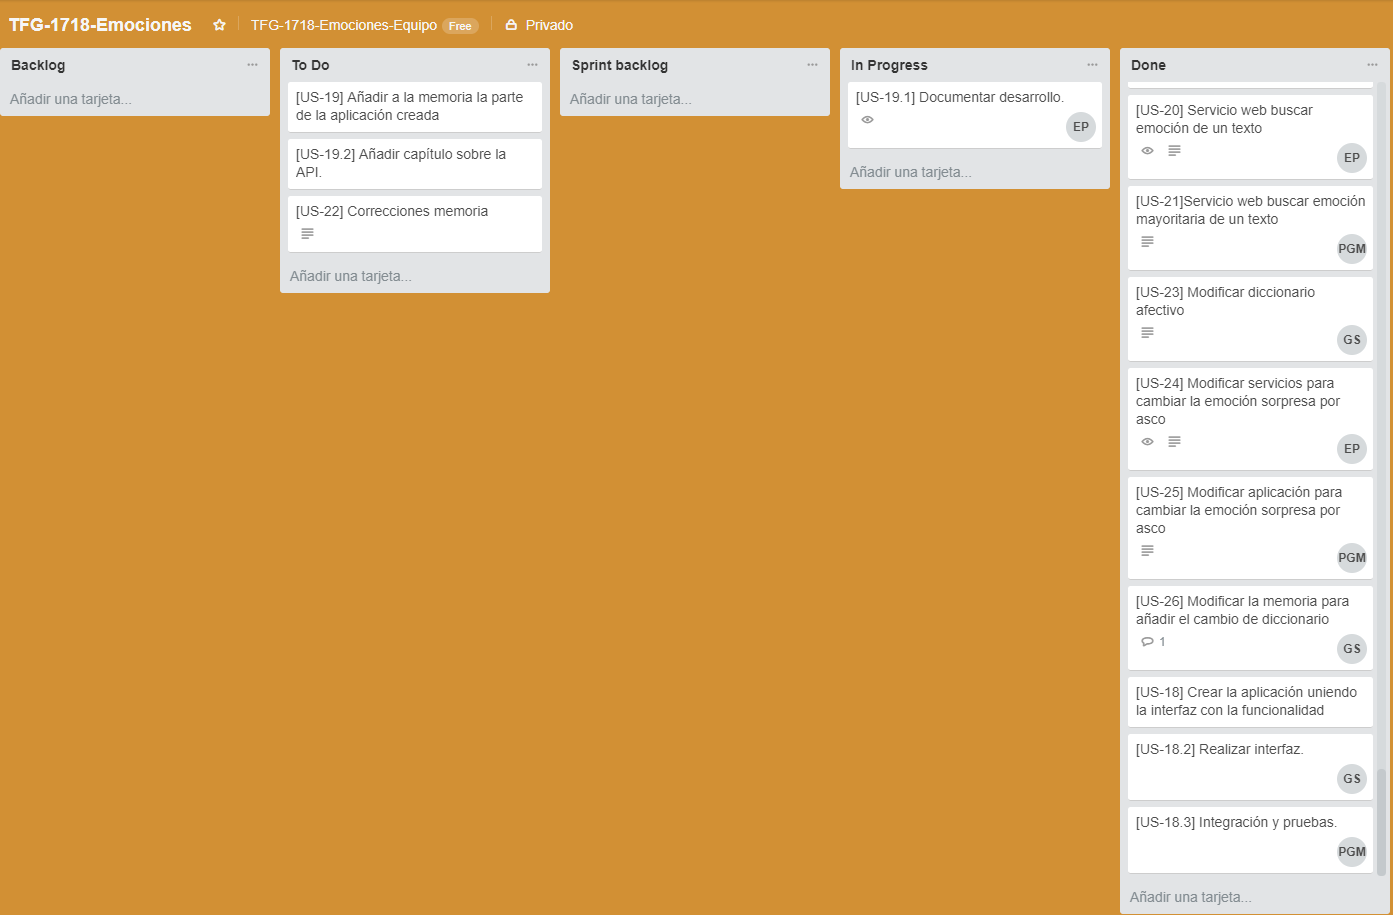 TFG-1718-Emociones
TFG-1718-Emociones-Equipo Free
Privado
Backlog
Añadir una tarjeta...
To Do
[US-19] Añadir a la memoria la parte
de la aplicación creada
[US-19.2] Añadir capítulo sobre la
API.
[US-22] Correcciones memoria
Añadir una tarjeta...
Sprint backlog
Añadir una tarjeta...
In Progress
[US-19.1] Documentar desarrollo.
EP
Añadir una tarjeta...
Done
[US-20] Servicio web buscar
emoción de un texto
EP
[US-21]Servicio web buscar emoción
mayoritaria de un texto
PGM
[US-23] Modificar diccionario
afectivo
GS
[US-24] Modificar servicios para
cambiar la emoción sorpresa por
asco
EP
[US-25] Modificar aplicación para
cambiar la emoción sorpresa por
asco
PGM
[US-26] Modificar la memoria para
añadir el cambio de diccionario
1
GS
[US-18] Crear la aplicación uniendo
la interfaz con la funcionalidad
[US-18.2] Realizar interfaz.
GS
[US-18.3] Integración y pruebas.
PGM
Añadir una tarjeta...